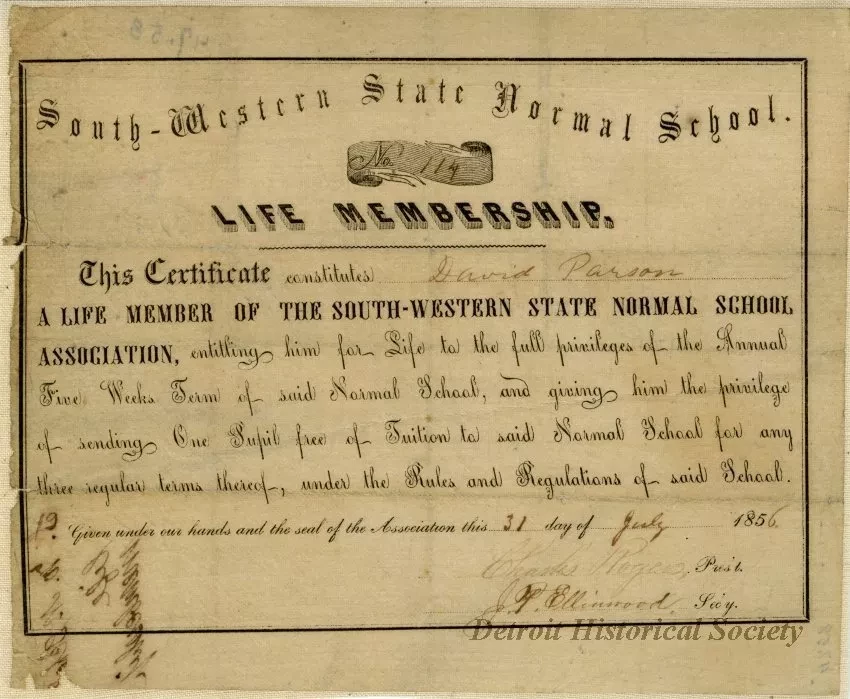 South-Western State Normal School.
No. 114
LIFE MEMBERSHIP.
This Certificate constitutes David Parson
A LIFE MEMBER OF THE SOUTH-WESTERN STATE NORMAL SCHOOL
ASSOCIATION, entitling him for Life to the full privileges of the Annual
Five Weeks Term of said Normal School, and giving him the privilege
of sending One Pupil free of Tuition to said Normal School for any
three regular terms thereof, under the Rules and Regulations of said School.
Given under our hands and the seal of the Association this 31 day of July 1856
Charles Rogers, Pres't.
J. P. Ellinwood. Sec'y.
Detroit Historical Society